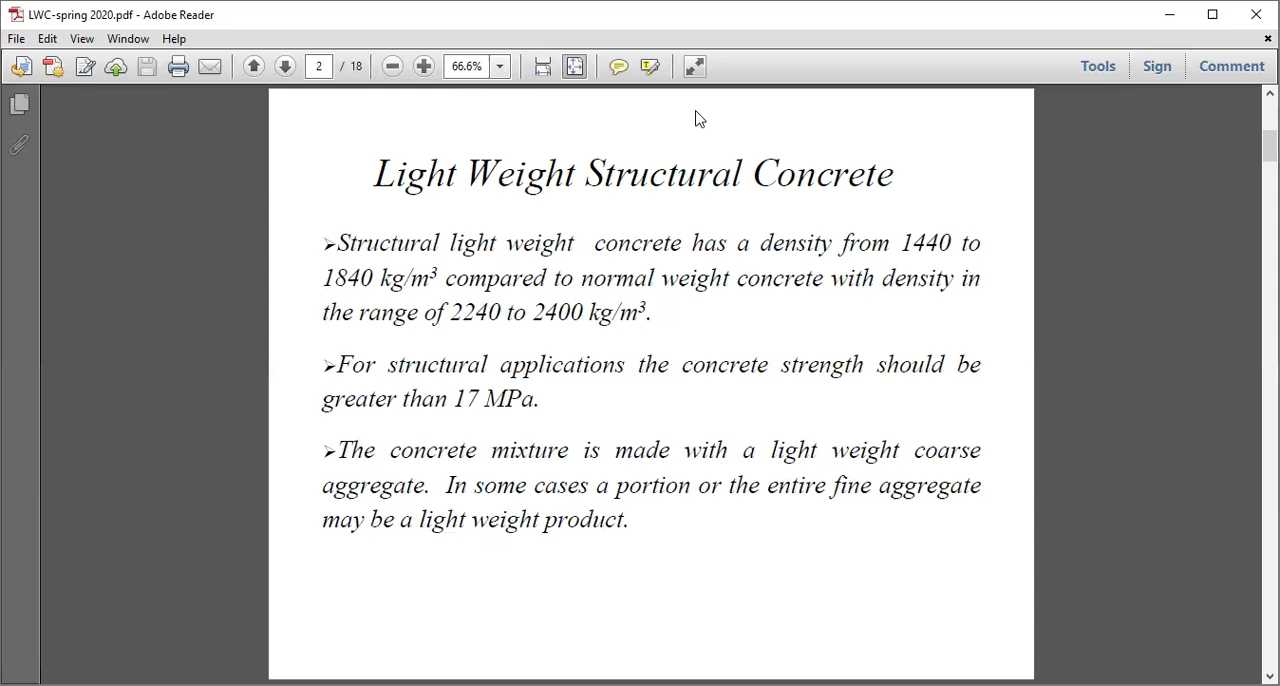 LWC-spring 2020.pdf - Adobe Reader
File Edit View Window Help
2 / 18 66.6% Tools Sign Comment
Light Weight Structural Concrete
➢Structural light weight concrete has a density from 1440 to
1840 kg/m³ compared to normal weight concrete with density in
the range of 2240 to 2400 kg/m³.
➢For structural applications the concrete strength should be
greater than 17 MPa.
➢The concrete mixture is made with a light weight coarse
aggregate. In some cases a portion or the entire fine aggregate
may be a light weight product.